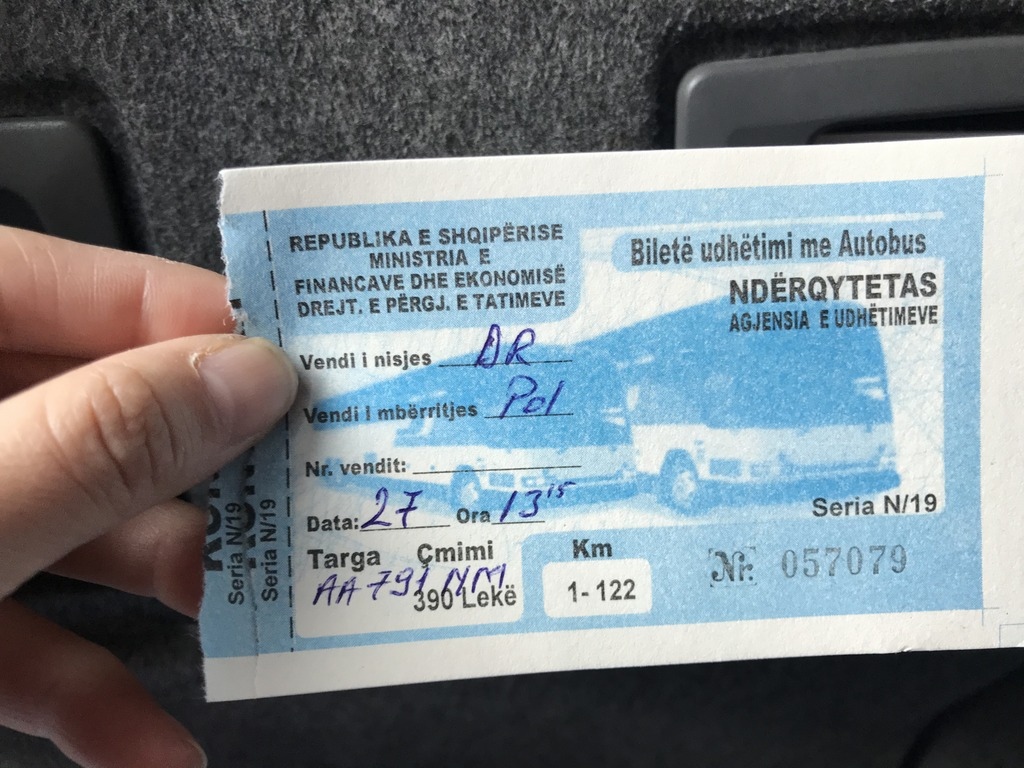 REPUBLIKA E SHQIPËRISE
MINISTRIA E
FINANCAVE DHE EKONOMISË
DREJT. E PËRGJ. E TATIMEVE
Biletë udhëtimi me Autobus
NDËRQYTETAS
AGJENSIA E UDHËTIMEVE
Vendi i nisjes DR
Vendi I mbërritjes Pol
Nr. vendit:
Data: 27 Ora 13 15
Seria N/19
Targa Çmimi
AA 791 NM
390 Lekë
Km
1- 122
Nr. 057079
Seria N/19
Seria N/19